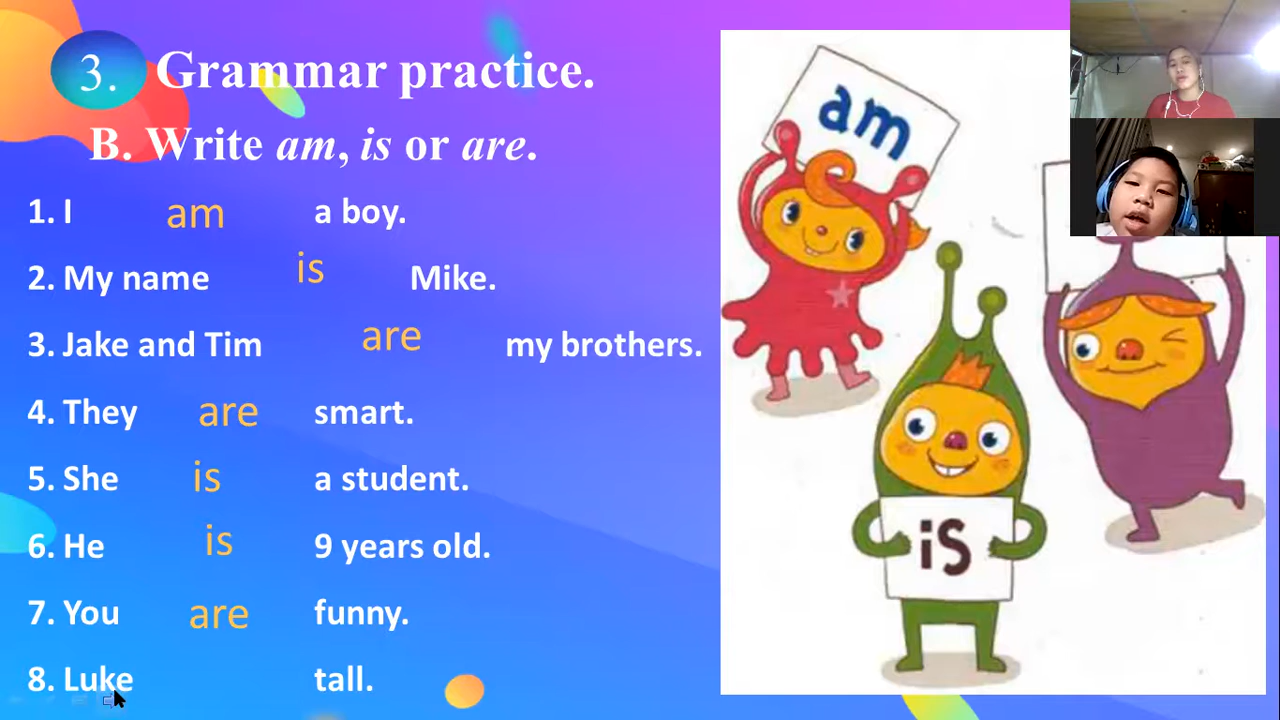 3. Grammar practice.
B. Write am, is or are.
1. I am a boy.
2. My name is Mike.
3. Jake and Tim are my brothers.
4. They are smart.
5. She is a student.
6. He is 9 years old.
7. You are funny.
8. Luke tall.
am
is